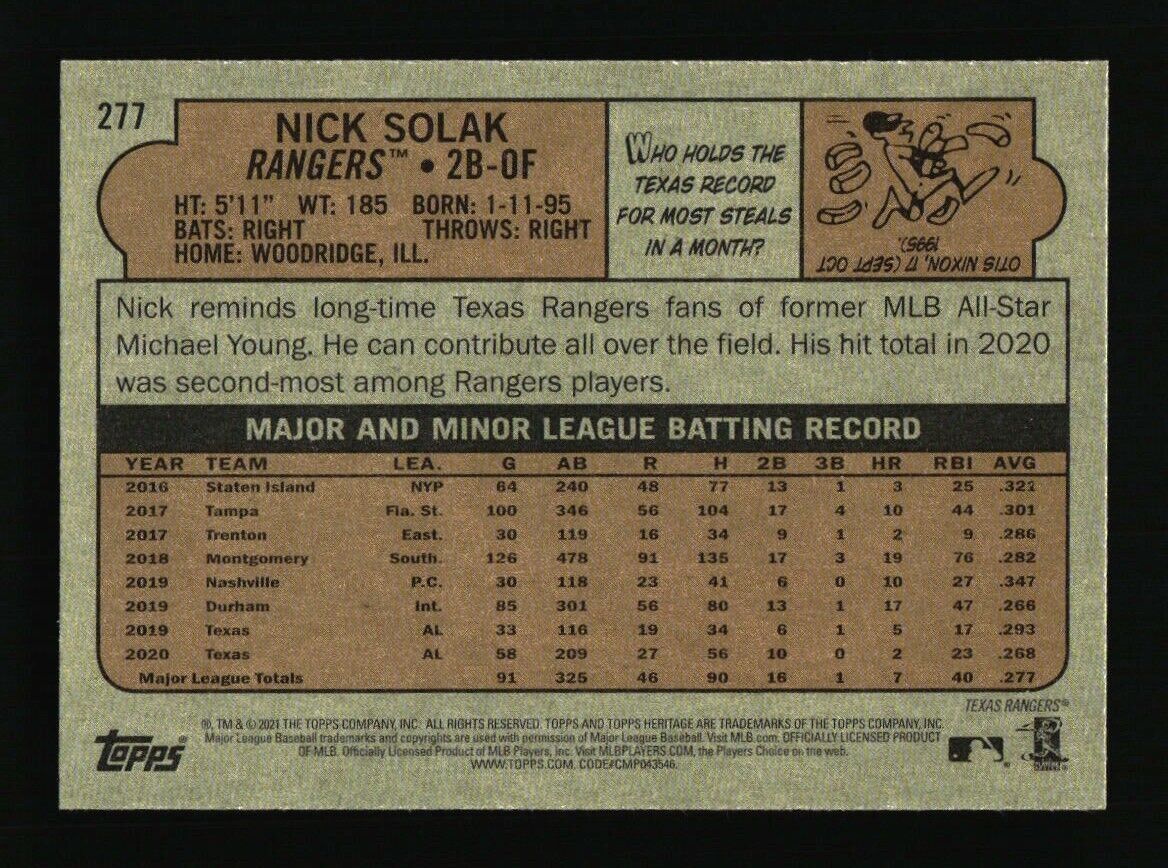 277
NICK SOLAK
RANGERS™ • 2B-OF
HT: 5'11" WT: 185 BORN: 1-11-95
BATS: RIGHT THROWS: RIGHT
HOME: WOODRIDGE, ILL.
WHO HOLDS THE
TEXAS RECORD
FOR MOST STEALS
IN A MONTH?
OTIS NIXON, 17 (SEPT OCT
1995).
Nick reminds long-time Texas Rangers fans of former MLB All-Star
Michael Young. He can contribute all over the field. His hit total in 2020
was second-most among Rangers players.
MAJOR AND MINOR LEAGUE BATTING RECORD
YEAR TEAM LEA. G AB R H 2B 3B HR RBI AVG
2016 Staten Island NYP 64 240 48 77 13 1 3 25 .321
2017 Tampa Fla. St. 100 346 56 104 17 4 10 44 .301
2017 Trenton East. 30 119 16 34 9 1 2 9 .286
2018 Montgomery South. 126 478 91 135 17 3 19 76 .282
2019 Nashville P.C. 30 118 23 41 6 0 10 27 .347
2019 Durham Int. 85 301 56 80 13 1 17 47 .266
2019 Texas AL 33 116 19 34 6 1 5 17 .293
2020 Texas AL 58 209 27 56 10 0 2 23 .268
Major League Totals 91 325 46 90 16 1 7 40 .277
TEXAS RANGERS®
®, TM & © 2021 THE TOPPS COMPANY, INC. ALL RIGHTS RESERVED. TOPPS AND TOPPS HERITAGE ARE TRADEMARKS OF THE TOPPS COMPANY, INC.
Major League Baseball trademarks and copyrights are used with permission of Major League Baseball. Visit MLB.com. OFFICIALLY LICENSED PRODUCT
OF MLB. Officially Licensed Product of MLB Players, Inc. Visit MLBPLAYERS.COM, the Players Choice on the web.
WWW.TOPPS.COM. CODE#CMP043546.
Topps®